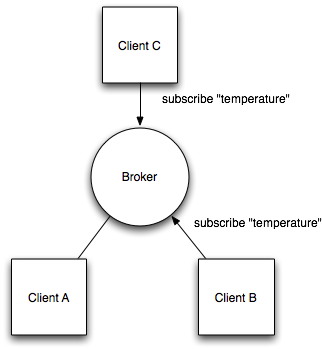 Client C
subscribe "temperature"
Broker
subscribe "temperature"
Client A
Client B